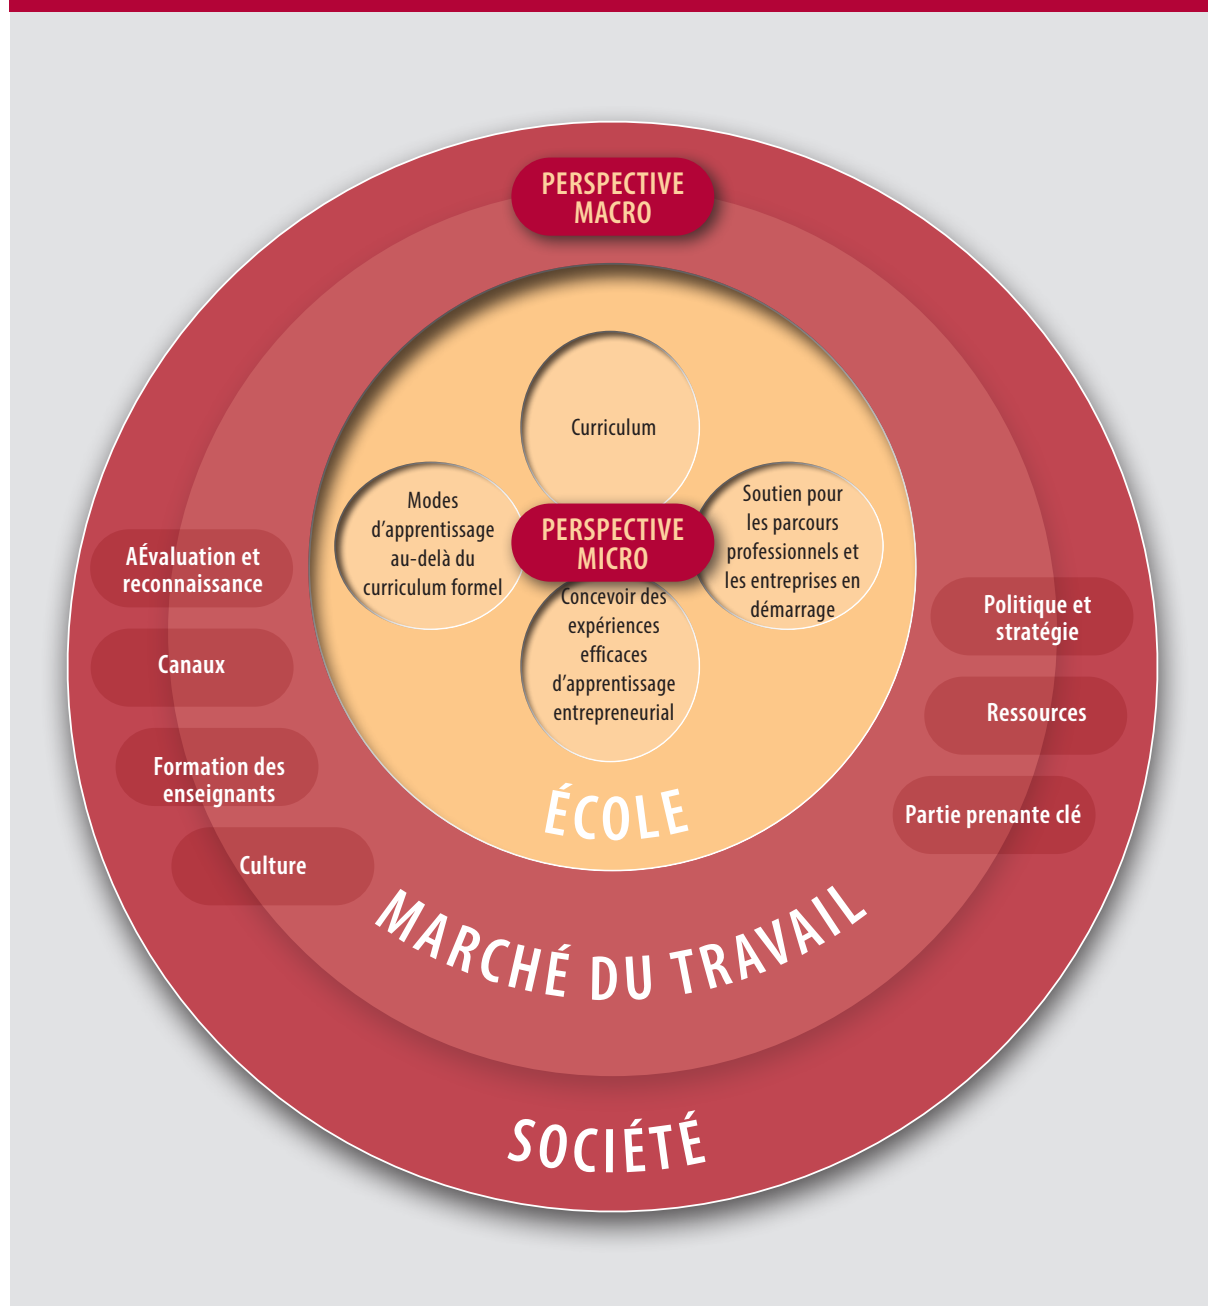 PERSPECTIVE
MACRO
Curriculum
Modes
d’apprentissage
au-delà du
curriculum formel
PERSPECTIVE
MICRO
Soutien pour
les parcours
professionnels et
les entreprises en
démarrage
Concevoir des
expériences
efficaces
d’apprentissage
entrepreneurial
AÉvaluation et
reconnaissance
Canaux
Formation des
enseignants
Culture
Politique et
stratégie
Ressources
Partie prenante clé
ÉCOLE
MARCHÉ DU TRAVAIL
SOCIÉTÉ